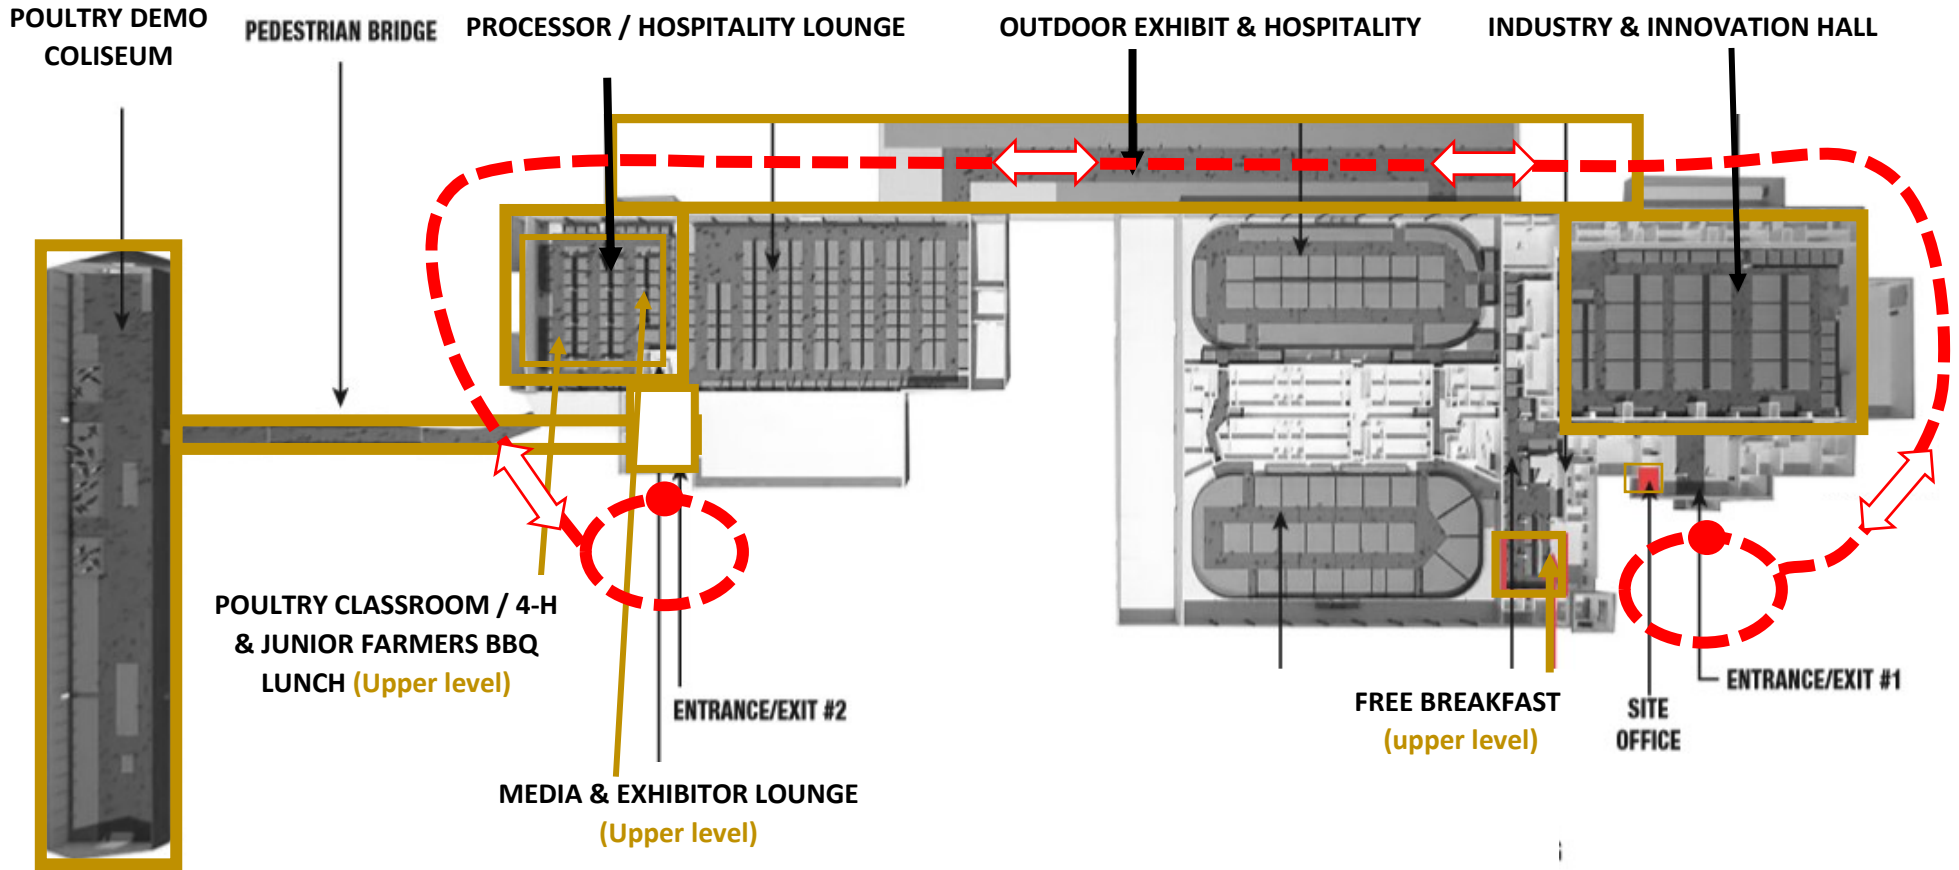 POULTRY DEMO
COLISEUM
PEDESTRIAN BRIDGE
PROCESSOR / HOSPITALITY LOUNGE
OUTDOOR EXHIBIT & HOSPITALITY
INDUSTRY & INNOVATION HALL
POULTRY CLASSROOM / 4-H
& JUNIOR FARMERS BBQ
LUNCH (Upper level)
ENTRANCE/EXIT #2
MEDIA & EXHIBITOR LOUNGE
(Upper level)
FREE BREAKFAST
(upper level)
SITE
OFFICE
ENTRANCE/EXIT #1